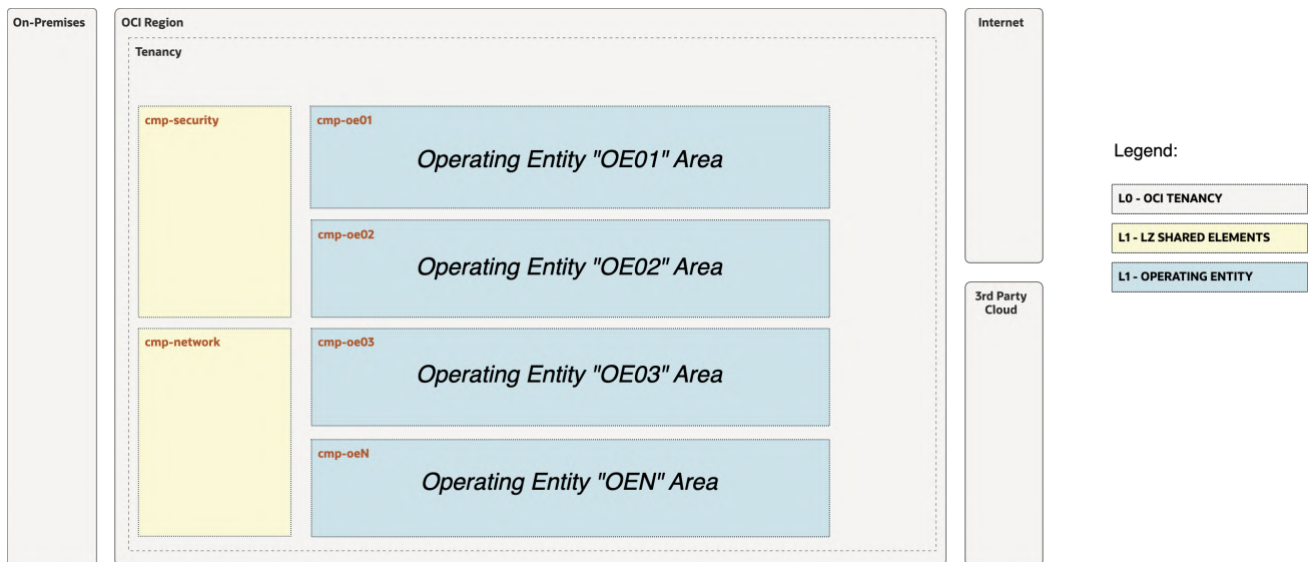 On-Premises
OCI Region
Tenancy
cmp-security
cmp-oe01
Operating Entity "OE01" Area
cmp-oe02
Operating Entity "OE02" Area
cmp-network
cmp-oe03
Operating Entity "OE03" Area
cmp-oeN
Operating Entity "OEN" Area
Internet
3rd Party
Cloud
Legend:
L0 - OCI TENANCY
L1 - LZ SHARED ELEMENTS
L1 - OPERATING ENTITY